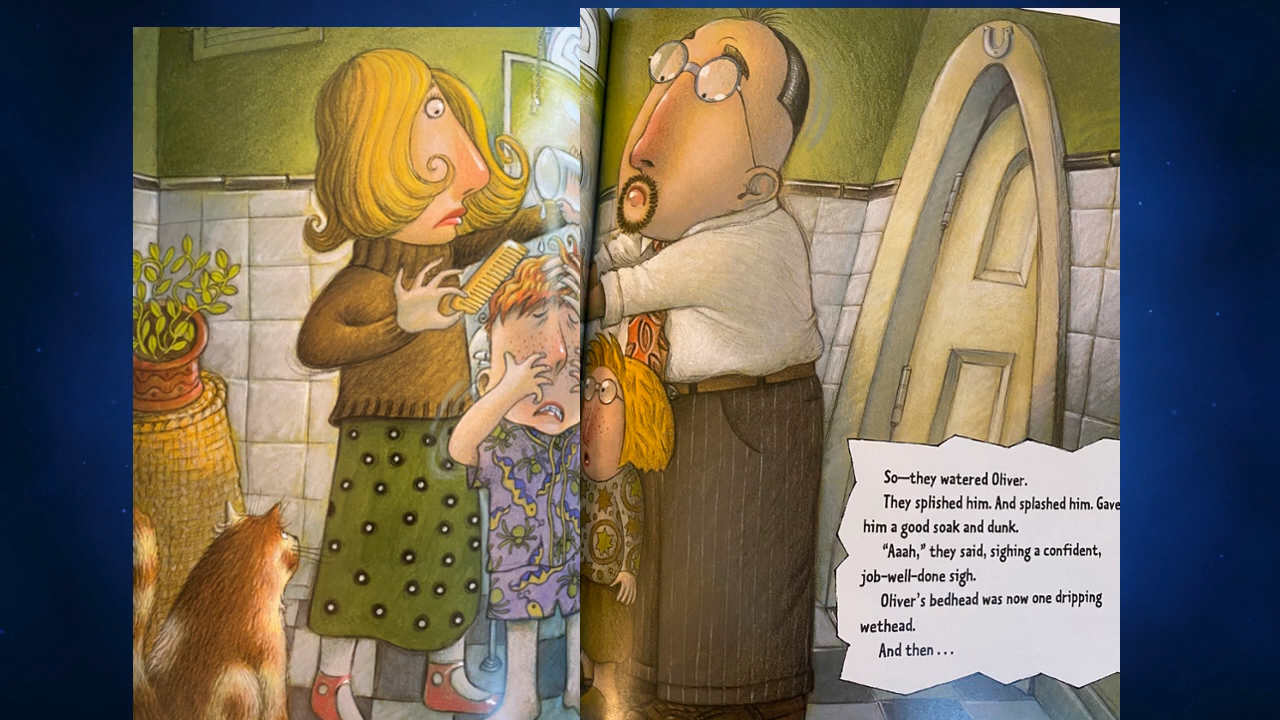 So—they watered Oliver.
They splished him. And splashed him. Gave
him a good soak and dunk.
“Aaah,” they said, sighing a confident,
job-well-done sigh.
Oliver’s bedhead was now one dripping
wethead.
And then . . .